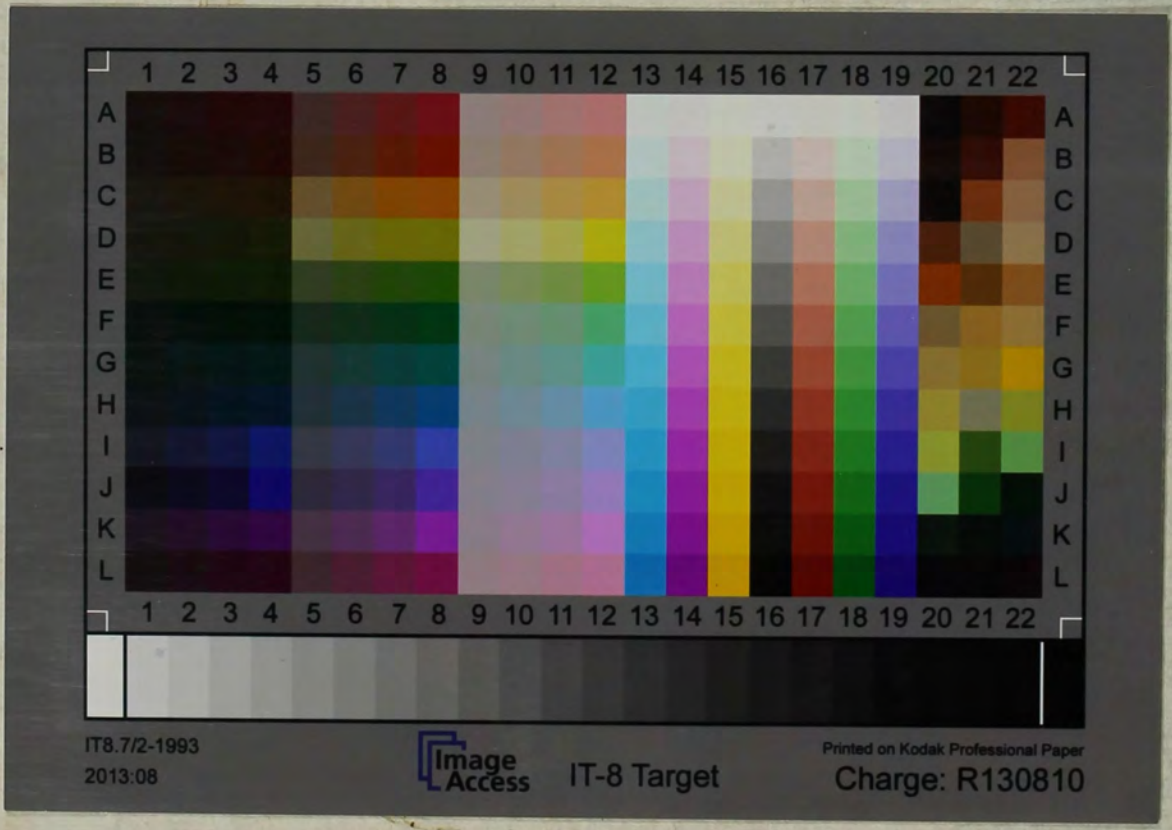 1 2 3 4 5 6 7 8 9 10 11 12 13 14 15 16 17 18 19 20 21 22
A A
B B
C C
D D
E E
F F
G G
H H
I I
J J
K K
L L
1 2 3 4 5 6 7 8 9 10 11 12 13 14 15 16 17 18 19 20 21 22
IT8.7/2-1993
2013:08
Image
Access
IT-8 Target
Printed on Kodak Professional Paper
Charge: R130810